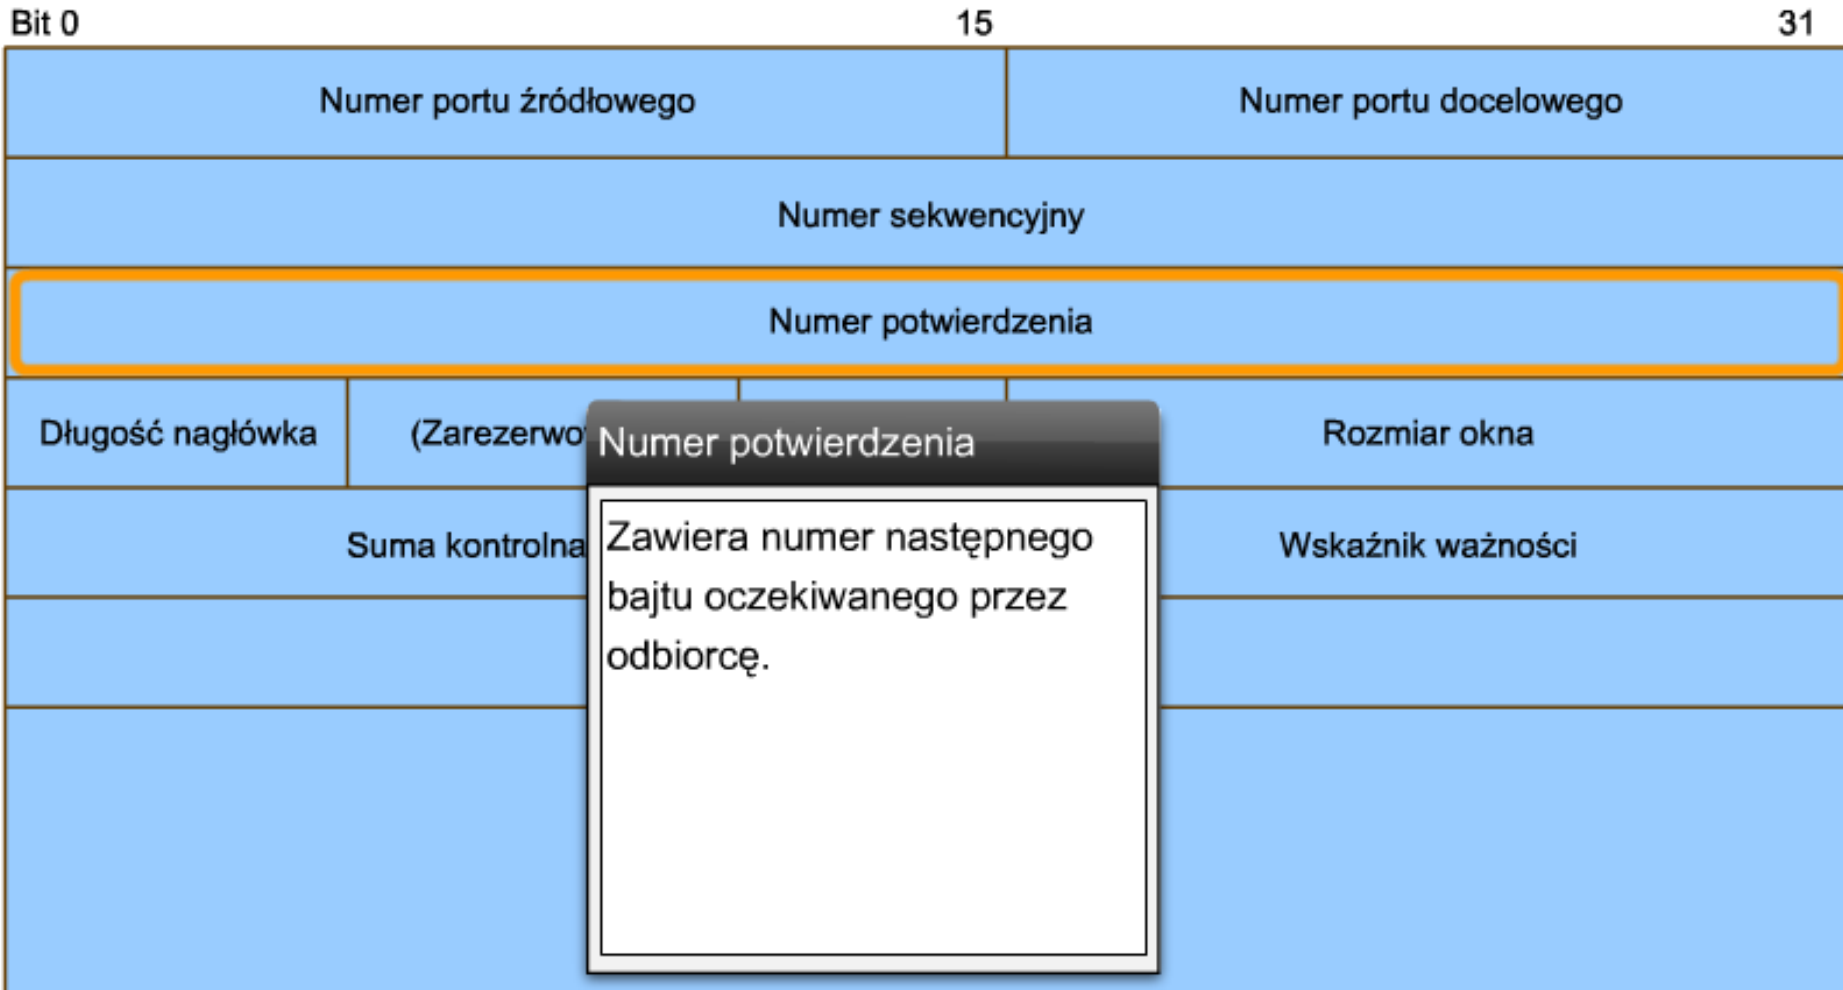 Bit 0 15 31
Numer portu źródłowego Numer portu docelowego
Numer sekwencyjny
Numer potwierdzenia
Długość nagłówka Rozmiar okna
Numer potwierdzenia
Suma kontrolna Wskaźnik ważności
Zawiera numer następnego
bajtu oczekiwanego przez
odbiorcę.